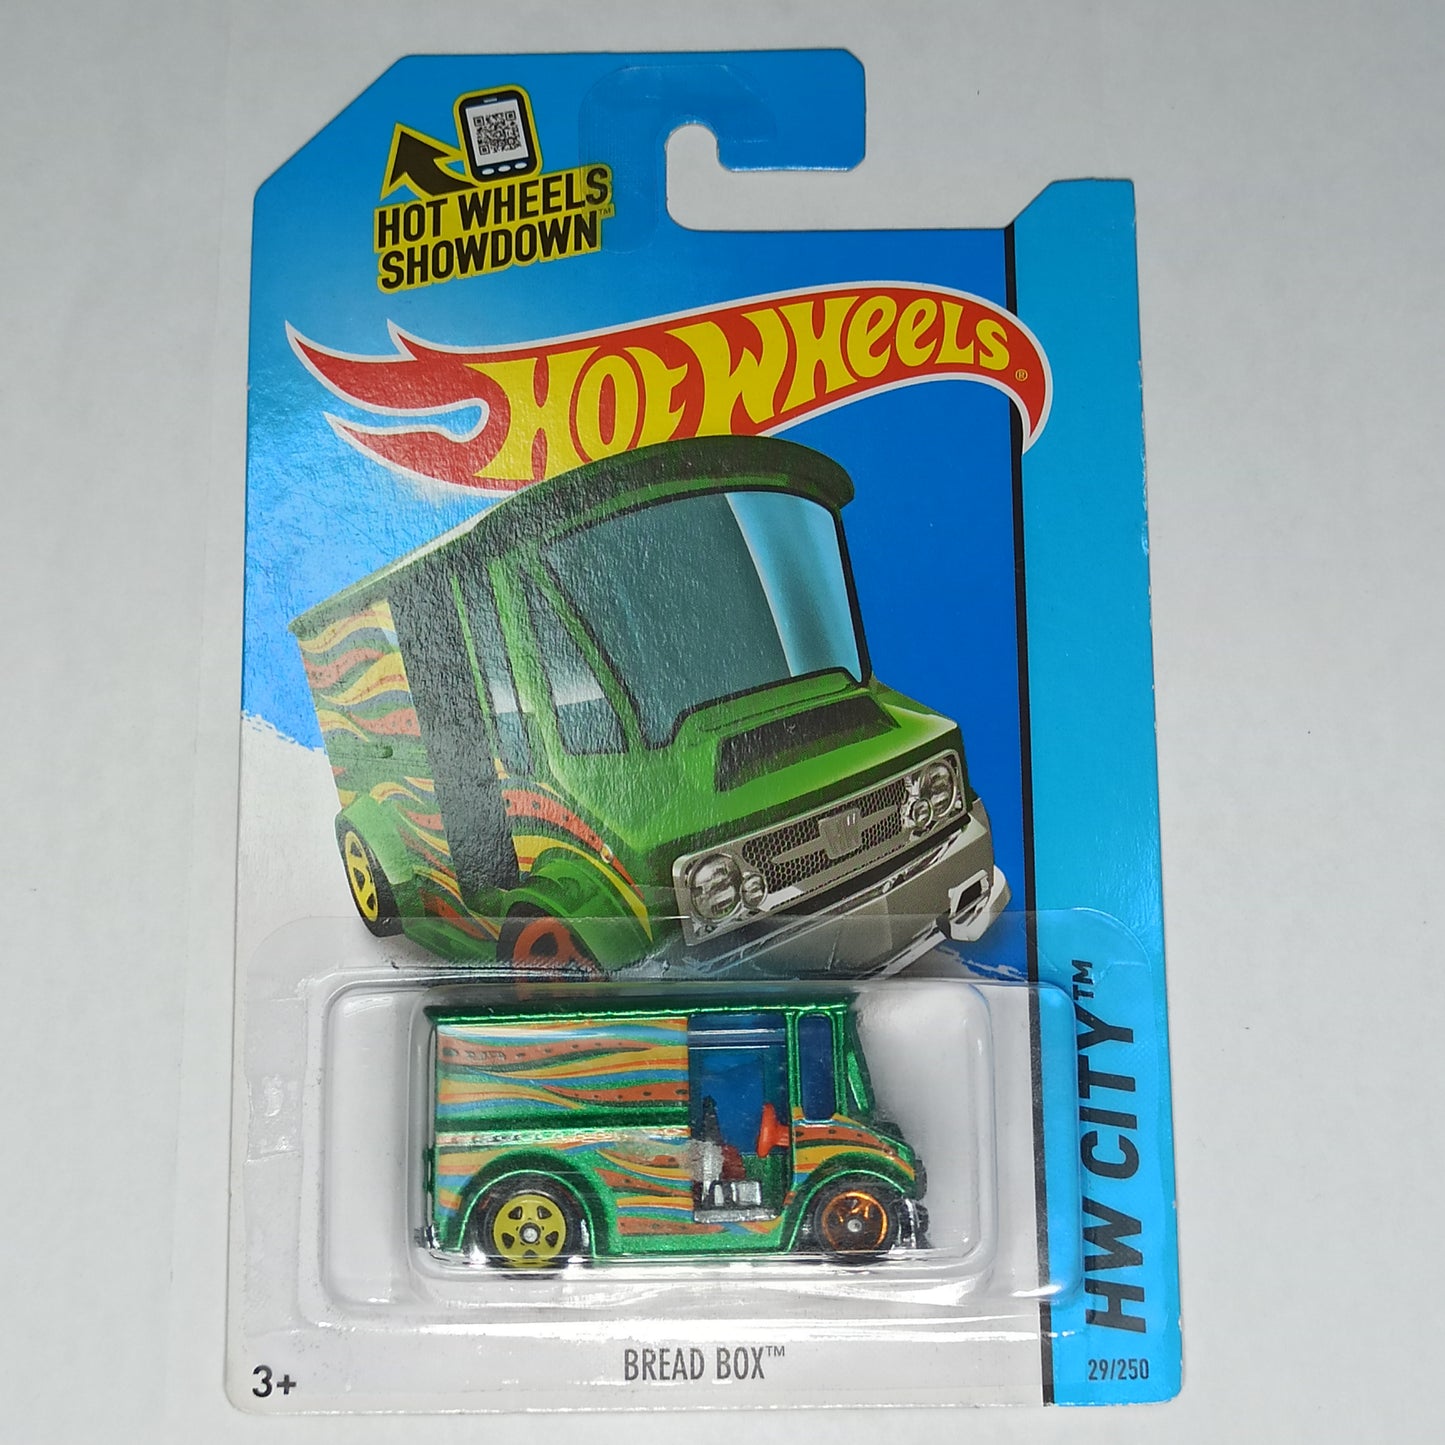 HOT WHEELS
SHOWDOWN™
HOT WHEELS®
HW CITY™
BREAD BOX™
3+
29/250